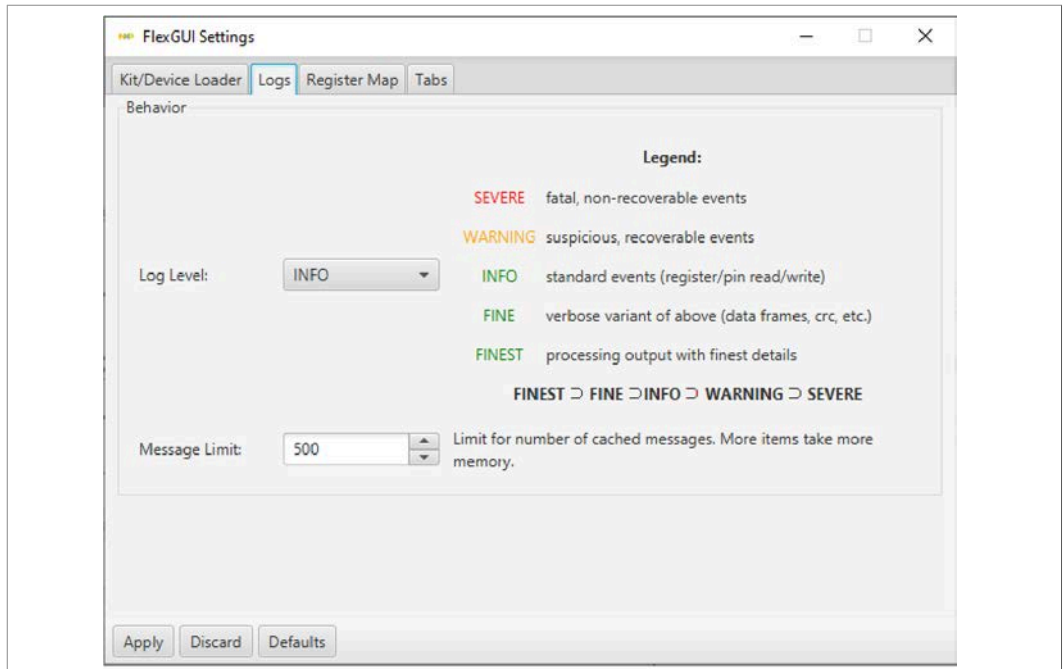 FlexGUI Settings
Kit/Device Loader Logs Register Map Tabs
Behavior
Legend:
SEVERE fatal, non-recoverable events
WARNING suspicious, recoverable events
Log Level: INFO INFO standard events (register/pin read/write)
FINE verbose variant of above (data frames, crc, etc.)
FINEST processing output with finest details
FINEST ⊃ FINE ⊃INFO ⊃ WARNING ⊃ SEVERE
Message Limit: 500 Limit for number of cached messages. More items take more
memory.
Apply Discard Defaults